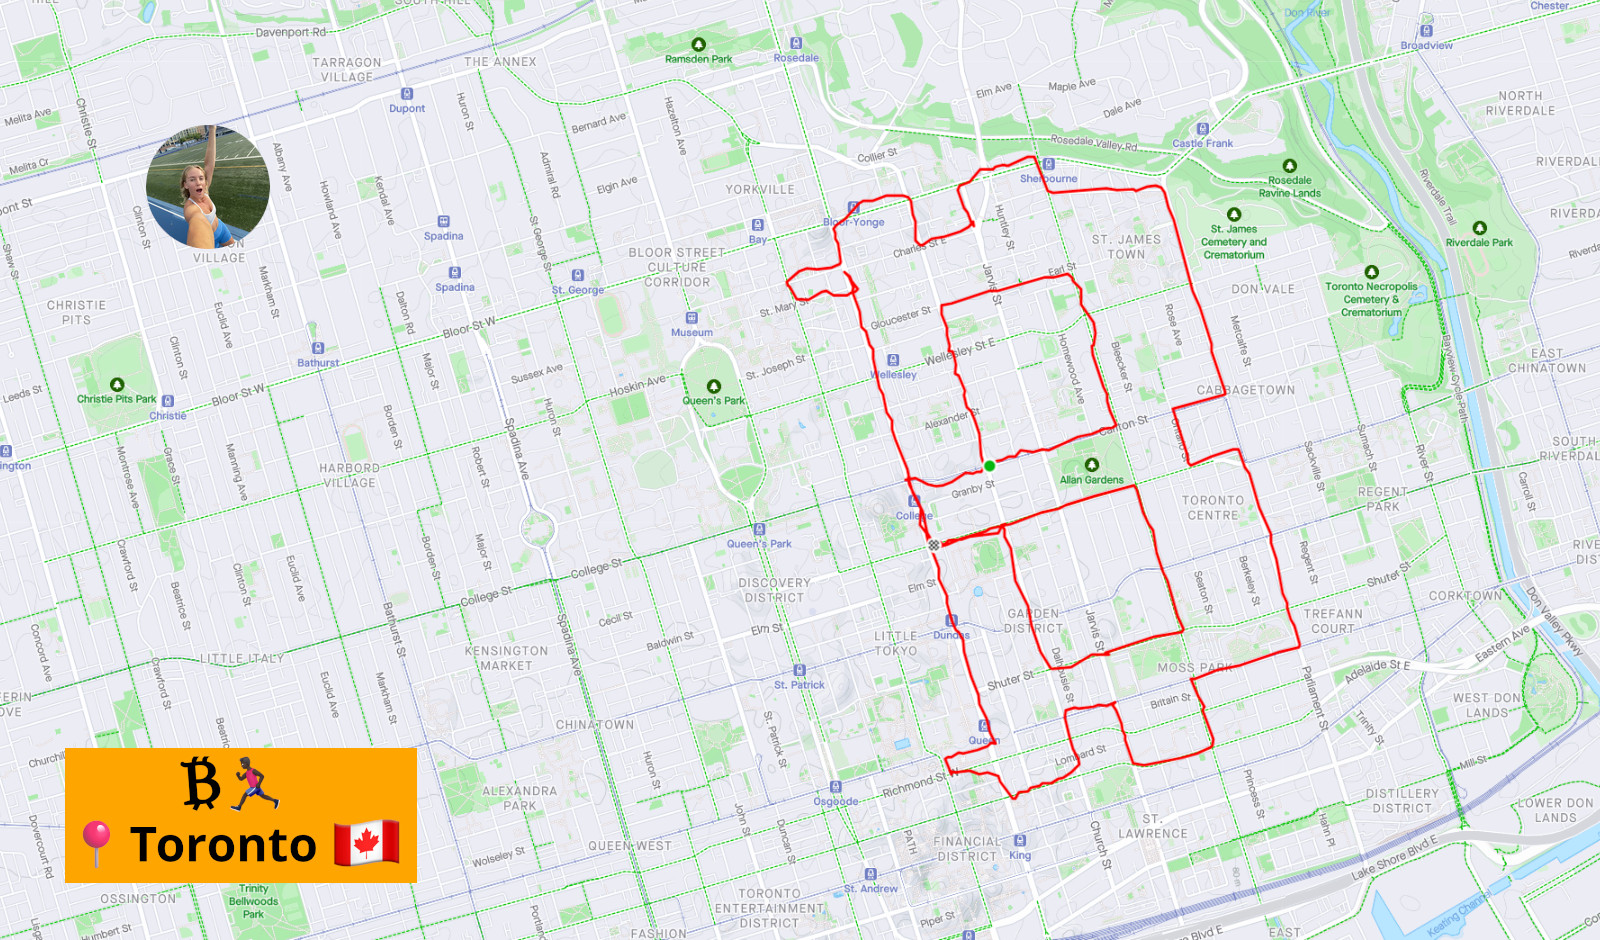 Davenport Rd
SOUTH HILL
TARRAGON
VILLAGE
THE ANNEX
Ramsden Park
Rosedale
Don River
Chester
Broadview
Dupont
Huron St
Hazelton Ave
Elm Ave
Maple Ave
Dale Ave
NORTH
RIVERDALE
Melita Ave
Christie St
Bernard Ave
Rosedale Valley Rd
Castle Frank
Melita Cr
Albany Ave
Howland Ave
Kendal Ave
Admiral Rd
Elgin Ave
YORKVILLE
Collier St
Sherbourne
Rosedale
Ravine Lands
Riverdale Trail
pont St
Shaw St
Clinton St
VILLAGE
Spadina
St. George St
Bay
Bloor-Yonge
Charles St E
Huntley St
ST. JAMES
TOWN
St. James
Cemetery and
Crematorium
Riverdale Park
BLOOR STREET
CULTURE
CORRIDOR
Spadina
St. George
Markham St
Euclid Ave
CHRISTIE
PITS
Dalton Rd
Bloor St W
Museum
St. Mary St
Gloucester St
Jarvis St
Earl St
DON VALE
Toronto Necropolis
Cemetery &
Crematorium
Rose Ave
Metcalfe St
Bathurst
Clinton St
Major St
Sussex Ave
Hoskin Ave
St. Joseph St
Wellesley
Wellesley St E
Homewood Ave
Bleecker St
Bayview Cycle Path
EAST
CHINATOWN
Leeds St
Christie Pits Park
Christie
Bloor St W
Queen's Park
CABBAGETOWN
Borden St
Huron St
Spadina Ave
Alexander St
Carlton St
Ontario St
Montrose Ave
Grace St
Manning Ave
HARBORD
VILLAGE
Robert St
Allan Gardens
Granby St
College
Sackville St
Sumach St
River St
SOUTH
RIVERDALE
Carroll St
TORONTO
CENTRE
REGENT
PARK
Queen's Park
Crawford St
Beatrice St
Clinton St
Euclid Ave
Borden St
Major St
College St
College St
DISCOVERY
DISTRICT
Elm St
GARDEN
DISTRICT
Seaton St
Berkeley St
Regent St
Shuter St
CORKTOWN
Don Valley Pkwy
Bathurst St
Cecil St
Baldwin St
Elm St
LITTLE
TOKYO
Dundas
Jarvis St
TREFANN
COURT
Eastern Ave
Concord Ave
LITTLE ITALY
Crawford St
KENSINGTON
MARKET
Spadina Ave
St. Patrick
Shuter St
Dalhousie St
MOSS PARK
Britain St
Parliament St
Adelaide St E
WEST DON
LANDS
Euclid Ave
Markham St
CHINATOWN
St. Patrick St
Queen
Lombard St
Trinity St
Mill St
Huron St
Richmond St W
Osgoode
₿🏃🏿
📍 Toronto 🇨🇦
ALEXANDRA
PARK
John St
Duncan St
PATH
FINANCIAL
DISTRICT
King
Church St
ST.
LAWRENCE
Princess St
DISTILLERY
DISTRICT
LOWER DON
LANDS
Hahn Pl
Dovercourt Rd
Wolseley St
QUEEN WEST
St. Andrew
Lake Shore Blvd E
OSSINGTON
Trinity
Bellwoods
Park
Humbert St
TORONTO
ENTERTAINMENT
DISTRICT
Piper St
FASHION
Keating Channel
EAST